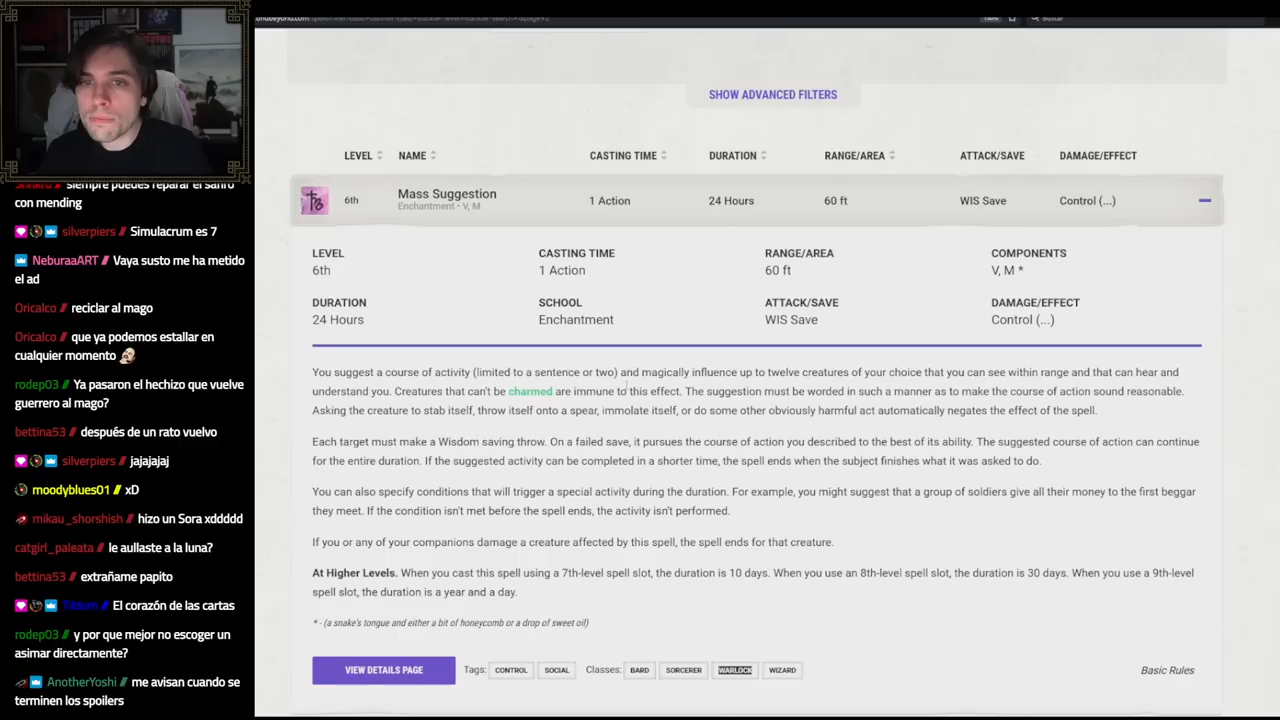 siempre puedes reparar el
con mending
silverpiers // Simulacrum es 7
NeburaaART // Vaya susto me ha metido
el ad
Oricalco // reciclar al mago
Oricalco // que ya podemos estallar en
cualquier momento
rodep03 // Ya pasaron el hechizo que vuelve
guerrero al mago?
bettina53 // después de un rato vuelvo
silverpiers // jajajajaj
moodyblues01 // xD
mikau_shorshish // hizo un Sora xddddd
catgirl_paleata // le aullaste a la luna?
bettina53 // extrañame papito
Tildom // El corazón de las cartas
rodep03 // y por que mejor no escoger un
asimar directamente?
AnotherYoshi // me avisan cuando se
terminen los spoilers
SHOW ADVANCED FILTERS
LEVEL NAME CASTING TIME DURATION RANGE/AREA ATTACK/SAVE DAMAGE/EFFECT
6th Mass Suggestion 1 Action 24 Hours 60 ft WIS Save Control (...)
Enchantment • V, M
LEVEL CASTING TIME RANGE/AREA COMPONENTS
6th 1 Action 60 ft V, M *
DURATION SCHOOL ATTACK/SAVE DAMAGE/EFFECT
24 Hours Enchantment WIS Save Control (...)
You suggest a course of activity (limited to a sentence or two) and magically influence up to twelve creatures of your choice that you can see within range and that can hear and
understand you. Creatures that can't be charmed are immune to this effect. The suggestion must be worded in such a manner as to make the course of action sound reasonable.
Asking the creature to stab itself, throw itself onto a spear, immolate itself, or do some other obviously harmful act automatically negates the effect of the spell.
Each target must make a Wisdom saving throw. On a failed save, it pursues the course of action you described to the best of its ability. The suggested course of action can continue
for the entire duration. If the suggested activity can be completed in a shorter time, the spell ends when the subject finishes what it was asked to do.
You can also specify conditions that will trigger a special activity during the duration. For example, you might suggest that a group of soldiers give all their money to the first beggar
they meet. If the condition isn't met before the spell ends, the activity isn't performed.
If you or any of your companions damage a creature affected by this spell, the spell ends for that creature.
At Higher Levels. When you cast this spell using a 7th-level spell slot, the duration is 10 days. When you use an 8th-level spell slot, the duration is 30 days. When you use a 9th-level
spell slot, the duration is a year and a day.
* - (a snake's tongue and either a bit of honeycomb or a drop of sweet oil)
VIEW DETAILS PAGE Tags: CONTROL SOCIAL Classes: BARD SORCERER WARLOCK WIZARD Basic Rules